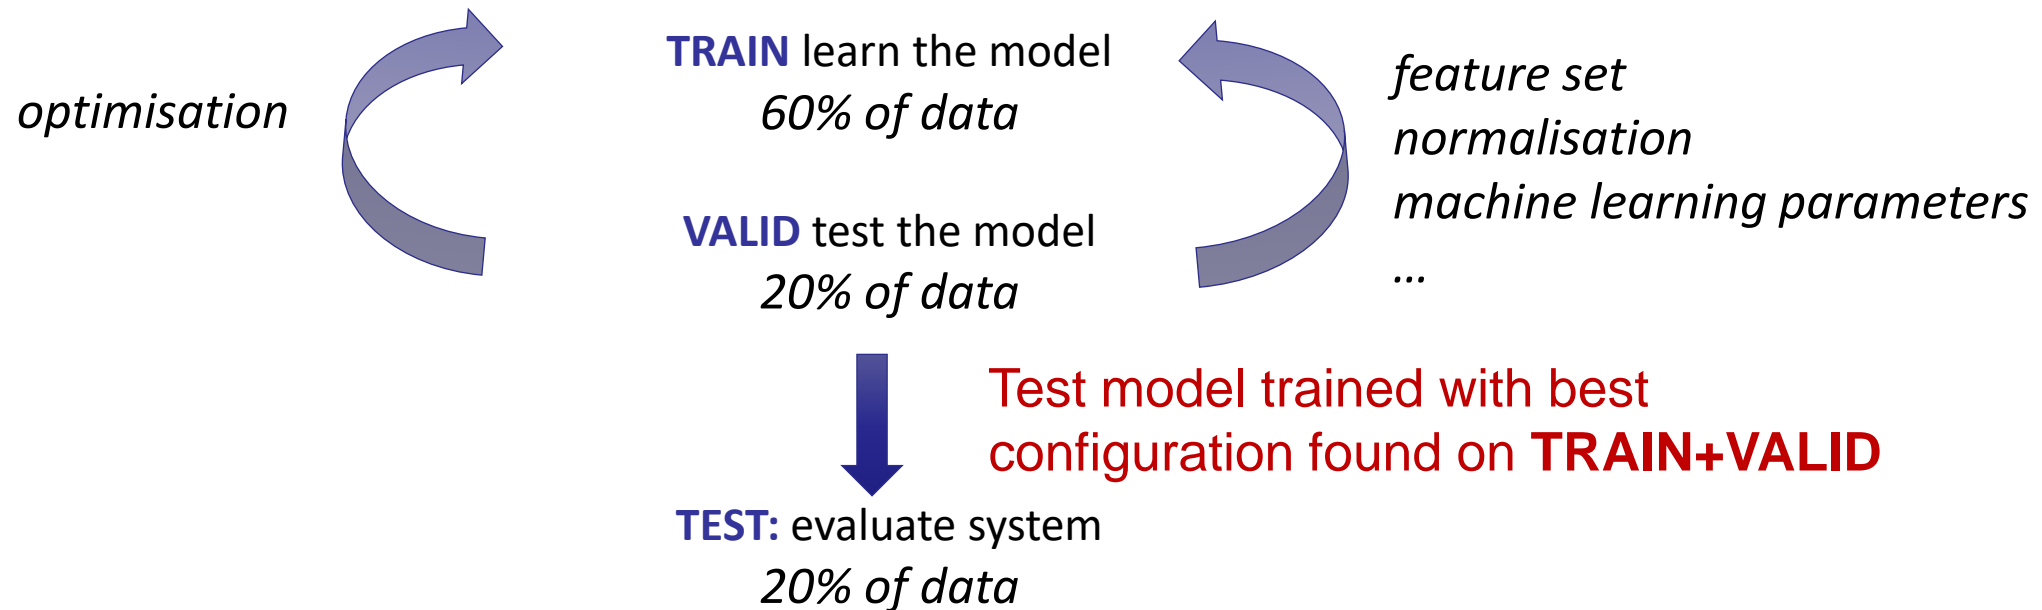 optimisation
TRAIN learn the model
60% of data
VALID test the model
20% of data
feature set
normalisation
machine learning parameters
...
Test model trained with best
configuration found on TRAIN+VALID
TEST: evaluate system
20% of data